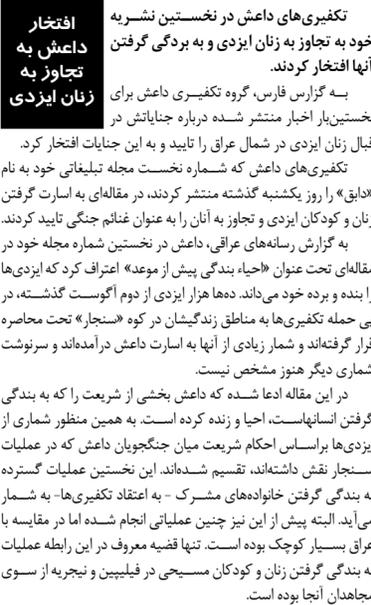 افتخار
داعش به
تجاوز به
زنان ایزدی
تکفیری‌های داعش در نخستین نشریه
خود به تجاوز به زنان ایزدی و به بردگی گرفتن
آنها افتخار کردند.
به گزارس فارس، گروه تکفیری داعش برای
نخستین‌بار اخبار منتشر شده درباره جنایاتش در
قبال زنان ایزدی در شمال عراق را تایید و به این جنایات افتخار کرد.
تکفیری‌های داعش که شماره نخست مجله تبلیغاتی خود به نام
«دابق» را روز یکشنبه گذشته منتشر کردند، در مقاله‌ای به اسارت گرفتن
زنان و کودکان ایزدی و تجاوز به آنان را به عنوان غنائم جنگی تایید کردند.
به گزارش رسانه‌های عراقی، داعش در نخستین شماره مجله خود در
مقاله‌ای تحت عنوان «احیاء بندگی پیش از موعد» اعتراف کرد که ایزدی‌ها
را بنده و برده خود می‌داند. ده‌ها هزار ایزدی از دوم آگوست گذشته، در
پی حمله تکفیری‌ها به مناطق زندگیشان در کوه «سنجار» تحت محاصره
قرار گرفته‌اند و شمار زیادی از آنها به اسارت داعش درآمده‌اند و سرنوشت
شماری دیگر هنوز مشخص نیست.
در این مقاله ادعا شده که داعش بخشی از شریعت را که به بندگی
گرفتن انسانهاست، احیا و زنده کرده است. به همین منظور شماری از
ایزدی‌ها براساس احکام شریعت میان جنگجویان داعش که در عملیات
سنجار نقش داشته‌اند، تقسیم شده‌اند. این نخستین عملیات گسترده
به بندگی گرفتن خانواده‌های مشرک - به اعتقاد تکفیری‌ها- به شمار
می‌آید. البته پیش از این نیز چنین عملیاتی انجام شده اما در مقایسه با
عراق بسیار کوچک بوده است. تنها قضیه معروف در این رابطه عملیات
به بندگی گرفتن زنان و کودکان مسیحی در فیلیپین و نیجریه از سوی
مجاهدان آنجا بوده است.